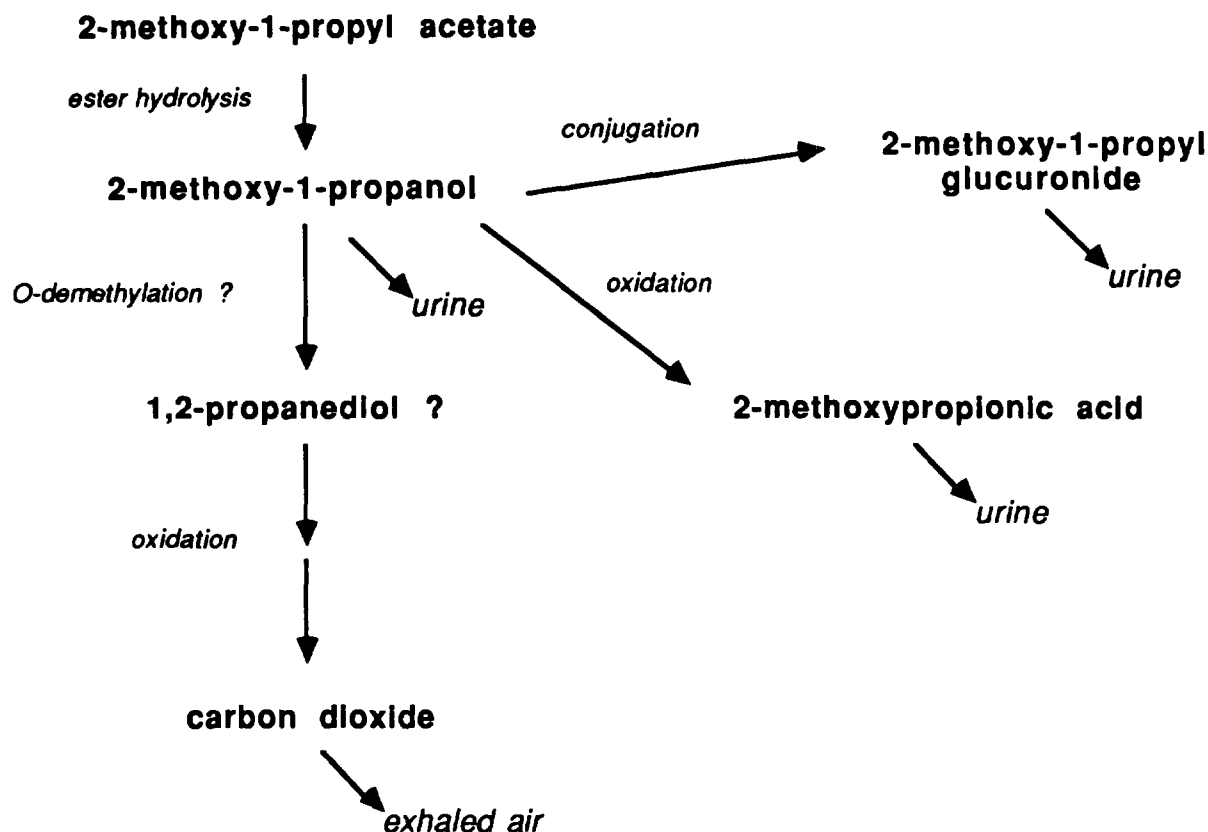 2-methoxy-1-propyl acetate
ester hydrolysis
conjugation
2-methoxy-1-propyl
glucuronide
2-methoxy-1-propanol
urine
O-demethylation ?
urine
oxidation
1,2-propanediol ?
2-methoxypropionic acid
urine
oxidation
carbon dioxide
exhaled air